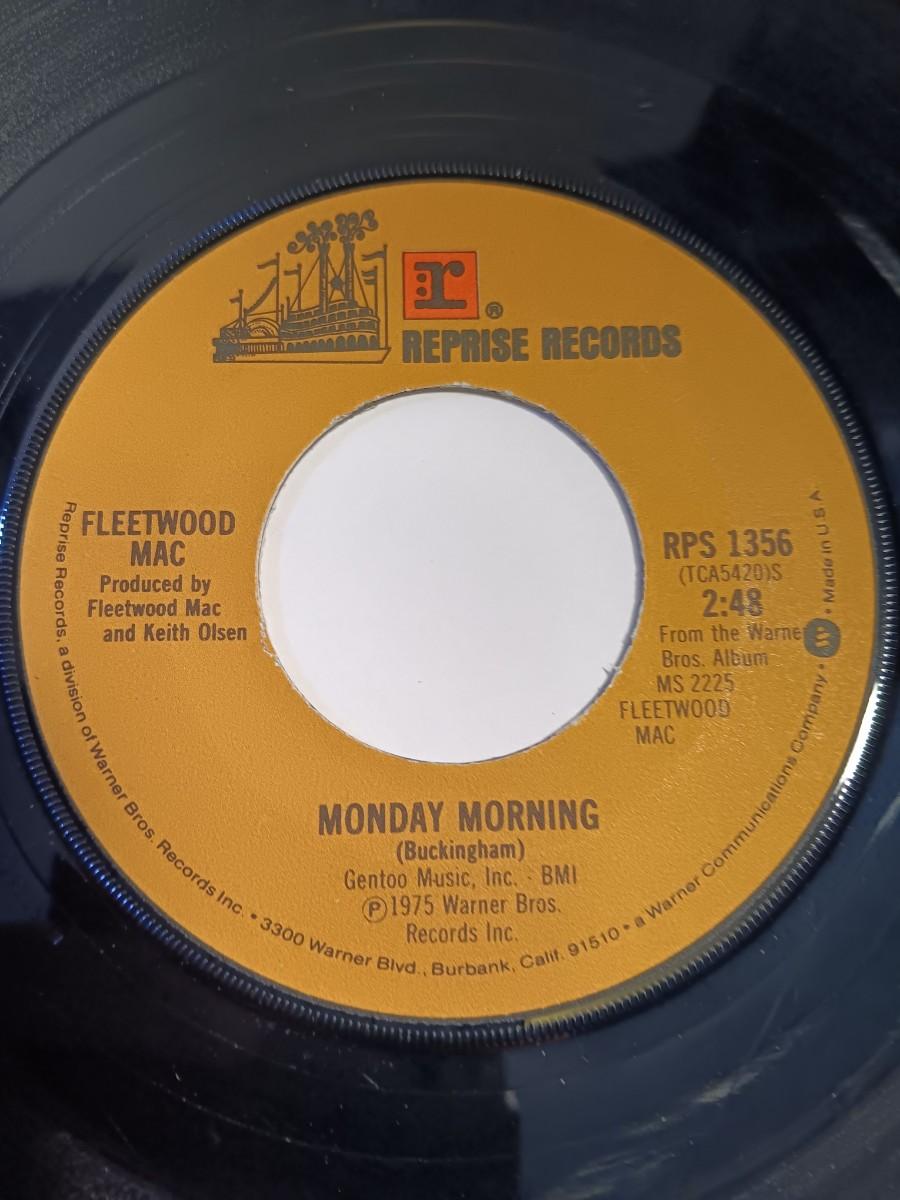 r ®
REPRISE RECORDS
FLEETWOOD
MAC
Produced by
Fleetwood Mac
and Keith Olsen
RPS 1356
(TCA5420)S
2:48
From the Warne
Bros. Album
MS 2225
FLEETWOOD
MAC
MONDAY MORNING
(Buckingham)
Gentoo Music, Inc. - BMI
Ⓟ1975 Warner Bros.
Records Inc.
Reprise Records, a division of Warner Bros. Records Inc. • 3300 Warner Blvd., Burbank, Calif. 91510 • a Warner Communications Company • W • Made in U.S.A.